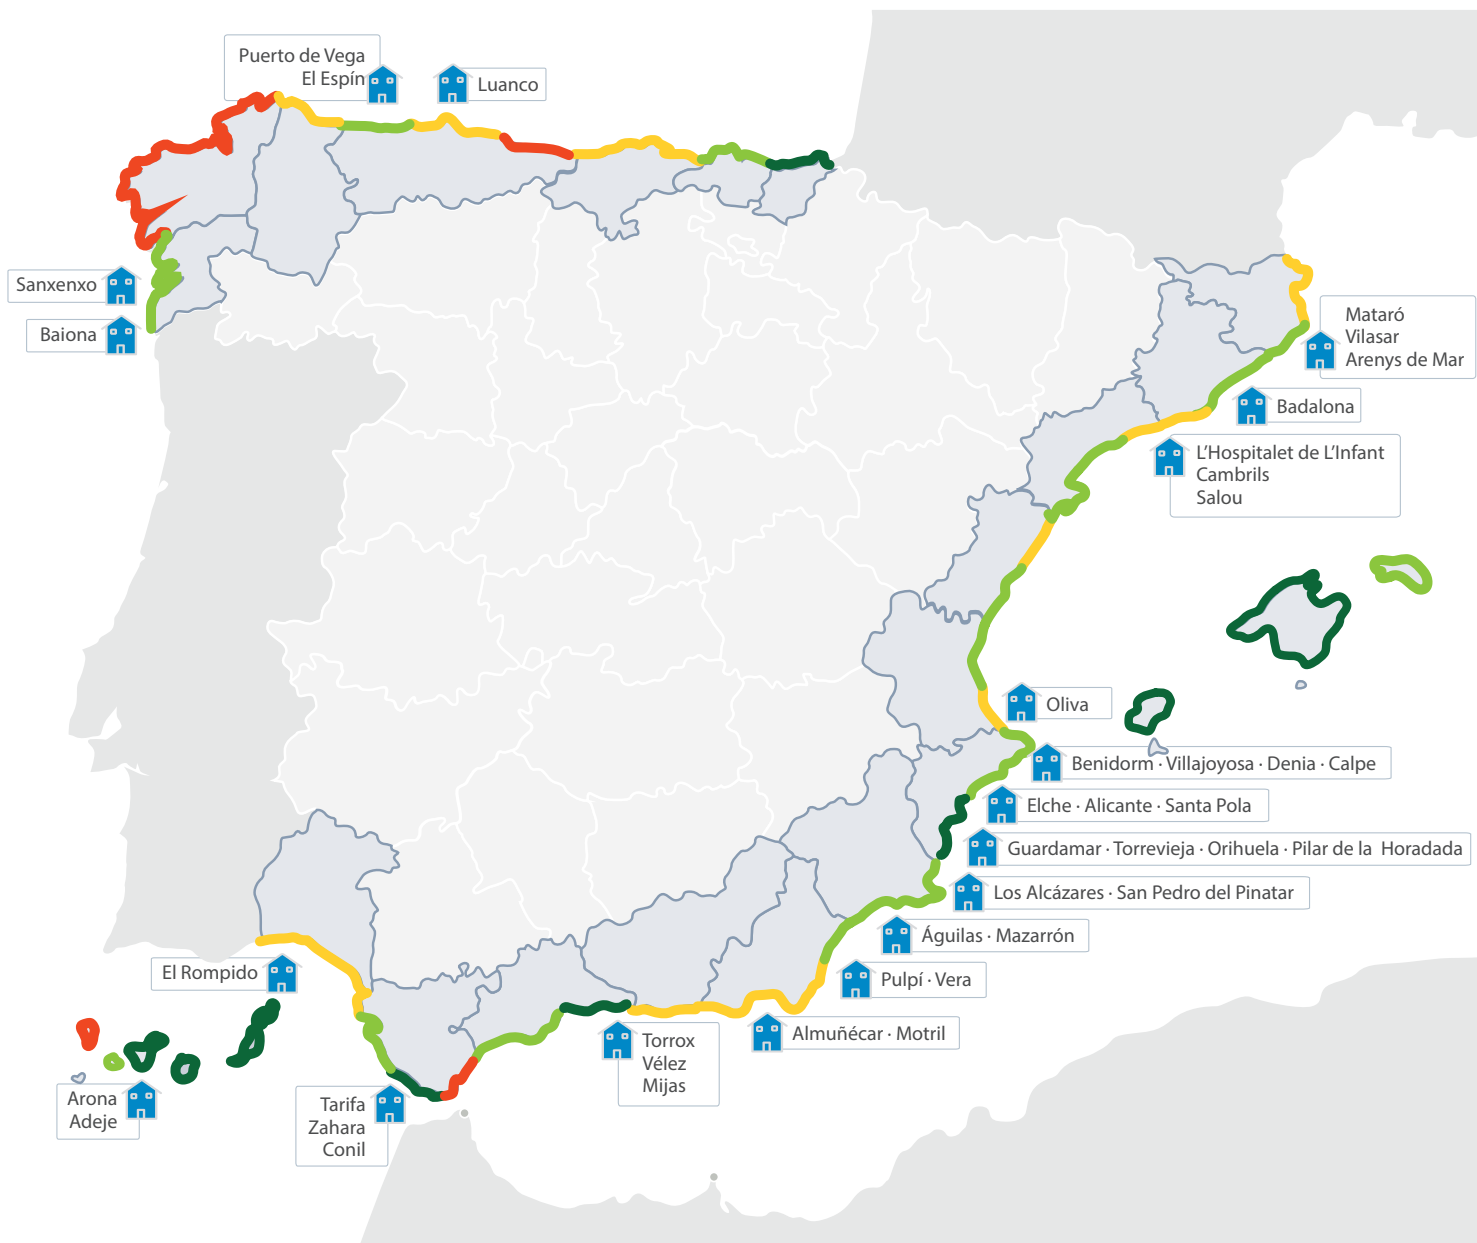 Puerto de Vega
El Espín
Luanco
Sanxenxo
Baiona
Mataró
Vilasar
Arenys de Mar
Badalona
L'Hospitalet de L'Infant
Cambrils
Salou
Oliva
Benidorm · Villajoyosa · Denia · Calpe
Elche · Alicante · Santa Pola
Guardamar · Torrevieja · Orihuela · Pilar de la Horadada
Los Alcázares · San Pedro del Pinatar
Águilas · Mazarrón
El Rompido
Pulpí · Vera
Almuñécar · Motril
Torrox
Vélez
Mijas
Arona
Adeje
Tarifa
Zahara
Conil